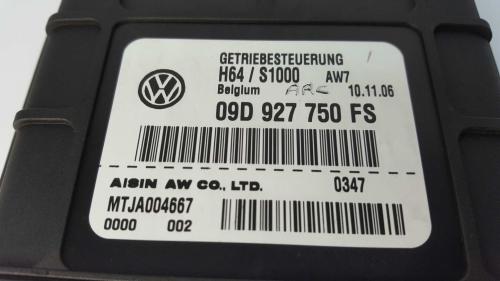 GETRIEBESTEUERUNG
H64 / S1000 AW7
Belgium ARC 10.11.06
09D 927 750 FS
AISIN AW CO., LTD. 0347
MTJA004667
0000 002